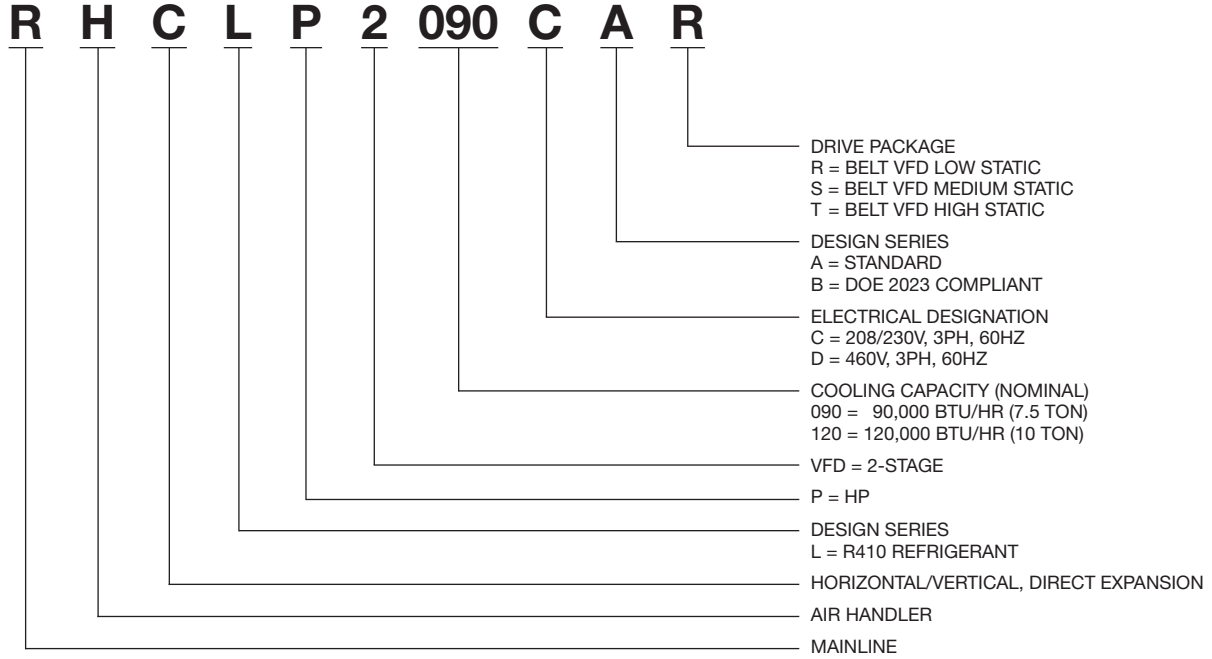 R H C L P 2 090 C A R
DRIVE PACKAGE
R = BELT VFD LOW STATIC
S = BELT VFD MEDIUM STATIC
T = BELT VFD HIGH STATIC
DESIGN SERIES
A = STANDARD
B = DOE 2023 COMPLIANT
ELECTRICAL DESIGNATION
C = 208/230V, 3PH, 60HZ
D = 460V, 3PH, 60HZ
COOLING CAPACITY (NOMINAL)
090 = 90,000 BTU/HR (7.5 TON)
120 = 120,000 BTU/HR (10 TON)
VFD = 2-STAGE
P = HP
DESIGN SERIES
L = R410 REFRIGERANT
HORIZONTAL/VERTICAL, DIRECT EXPANSION
AIR HANDLER
MAINLINE